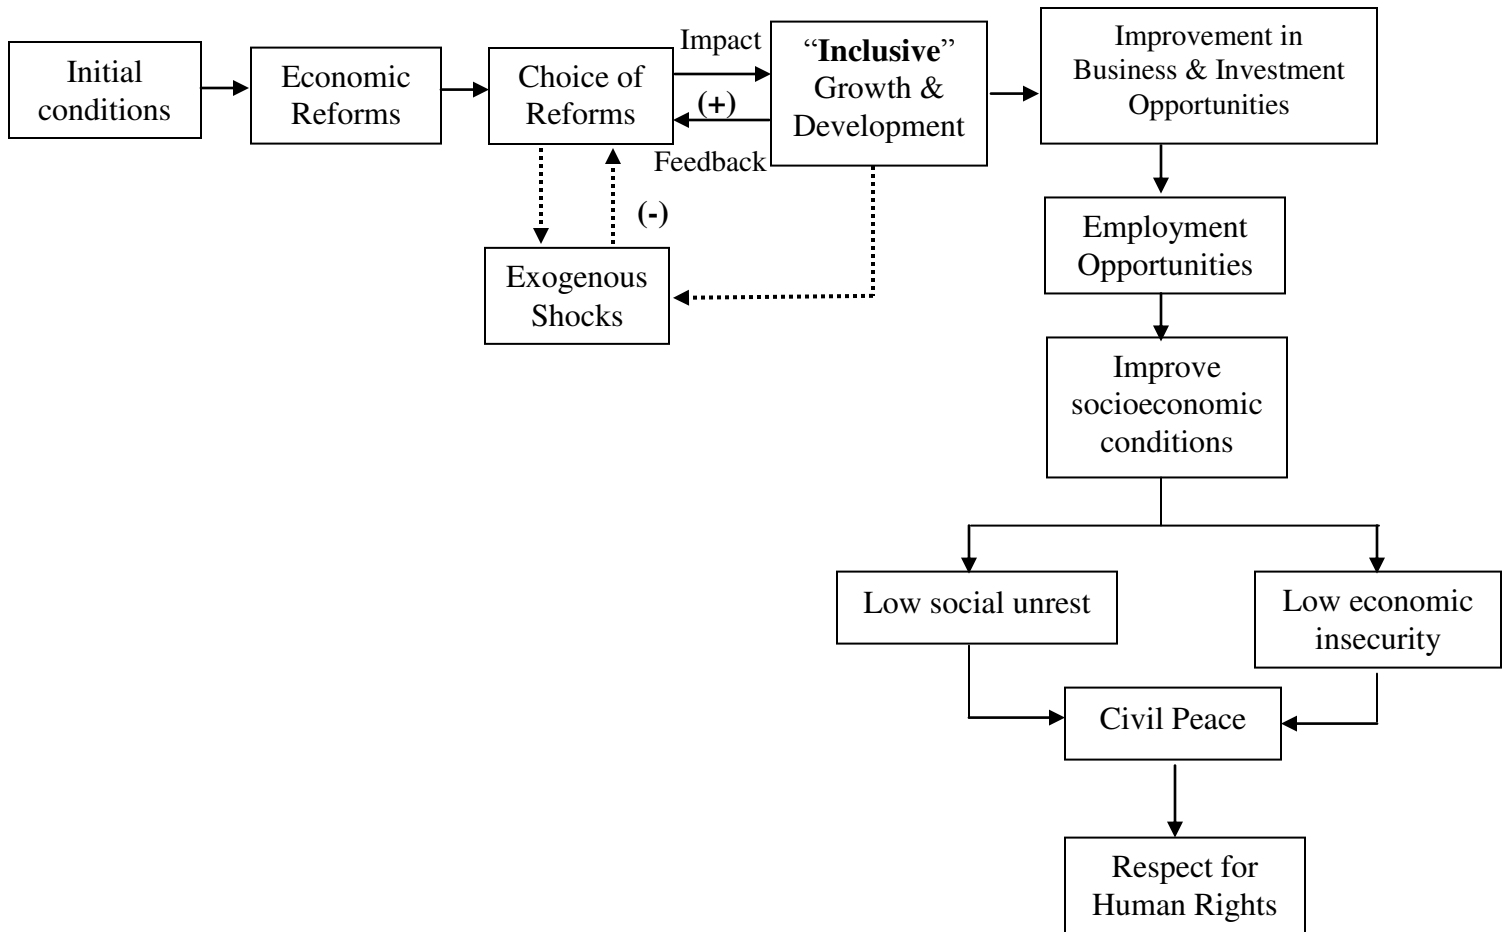 Initial
conditions
Economic
Reforms
Choice of
Reforms
Impact
(+)
Feedback
“Inclusive”
Growth &
Development
Improvement in
Business & Investment
Opportunities
(-)
Exogenous
Shocks
Employment
Opportunities
Improve
socioeconomic
conditions
Low social unrest
Low economic
insecurity
Civil Peace
Respect for
Human Rights